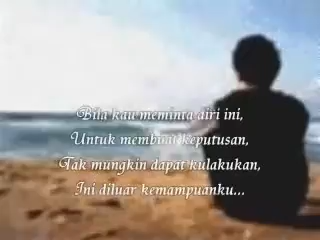 Bila kau meminta diri ini,
Untuk membuat keputusan,
Tak mungkin dapat kulakukan,
Ini diluar kemampuanku...